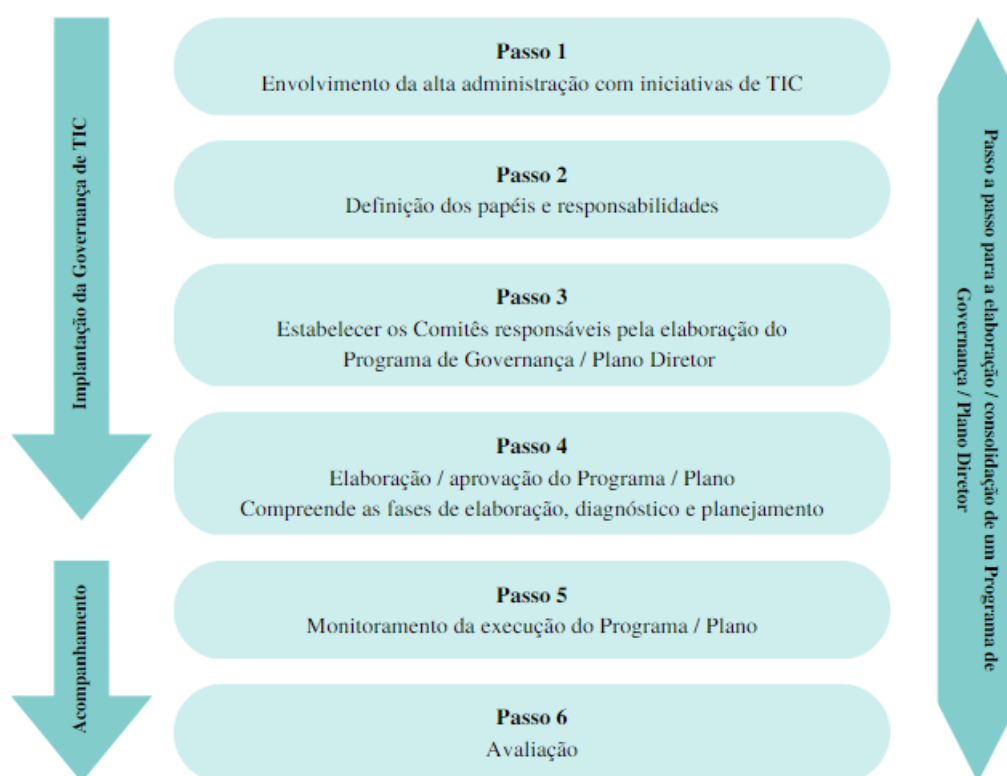 Implantação da Governança de TIC
Passo 1
Envolvimento da alta administração com iniciativas de TIC
Passo 2
Definição dos papéis e responsabilidades
Passo 3
Estabelecer os Comitês responsáveis pela elaboração do
Programa de Governança / Plano Diretor
Passo 4
Elaboração / aprovação do Programa / Plano
Compreende as fases de elaboração, diagnóstico e planejamento
Acompanhamento
Passo 5
Monitoramento da execução do Programa / Plano
Passo 6
Avaliação
Passo a passo para a elaboração / consolidação de um Programa de
Governança / Plano Diretor